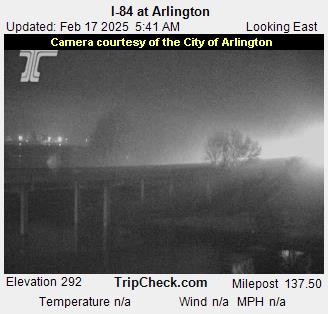 I-84 at Arlington
Updated: Feb 17 2025 5:41 AM Looking East
Camera courtesy of the City of Arlington
Elevation 292 TripCheck.com Milepost 137.50
Temperature n/a Wind n/a MPH n/a